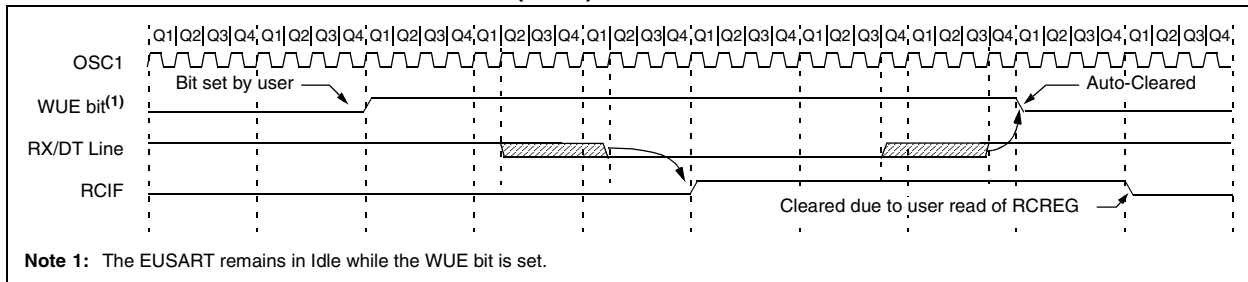 Q1 Q2 Q3 Q4 Q1 Q2 Q3 Q4 Q1 Q2 Q3 Q4 Q1 Q2 Q3 Q4 Q1 Q2 Q3 Q4 Q1 Q2 Q3 Q4 Q1 Q2 Q3 Q4 Q1 Q2 Q3 Q4 Q1 Q2 Q3 Q4 Q1 Q2 Q3 Q4
OSC1
Bit set by user
Auto-Cleared
WUE bit(1)
RX/DT Line
RCIF
Cleared due to user read of RCREG
Note 1: The EUSART remains in Idle while the WUE bit is set.